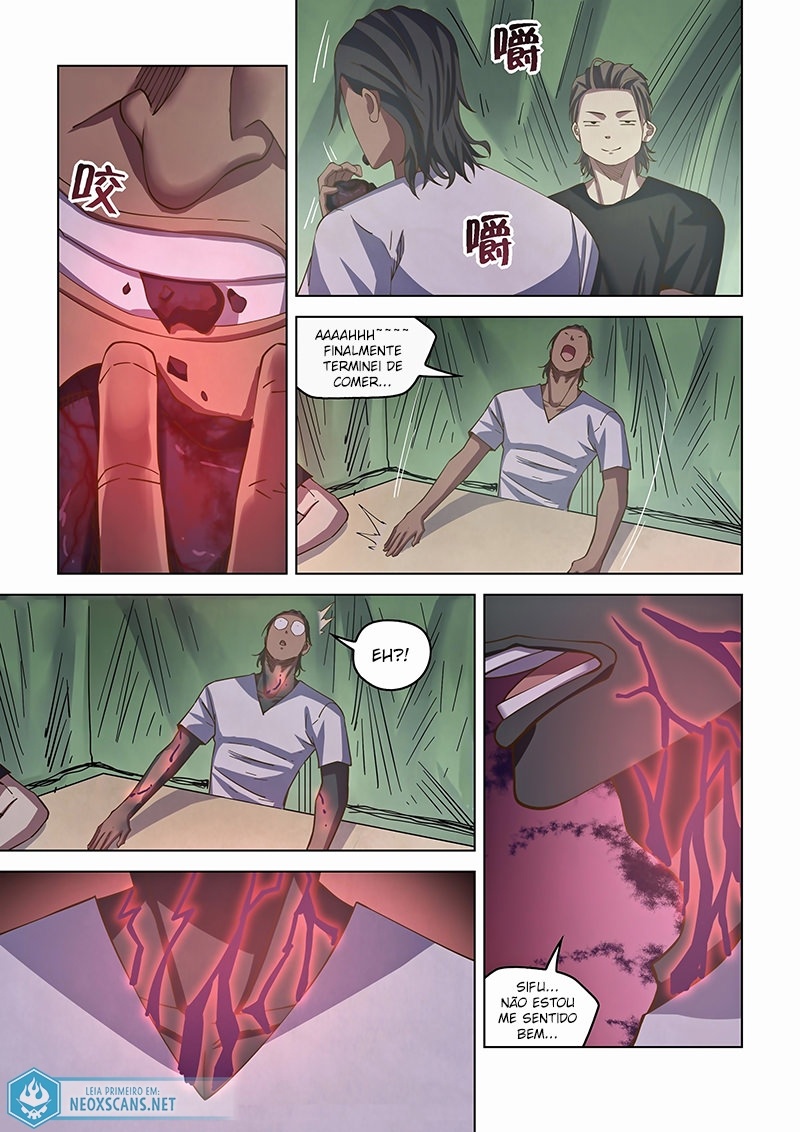 咬
嚼
嚼
AAAAHHH~~~~
FINALMENTE
TERMINEI DE
COMER...
EH?!
SIFU...
NÃO ESTOU
ME SENTIDO
BEM...
LEIA PRIMEIRO EM:
NEOXSCANS.NET